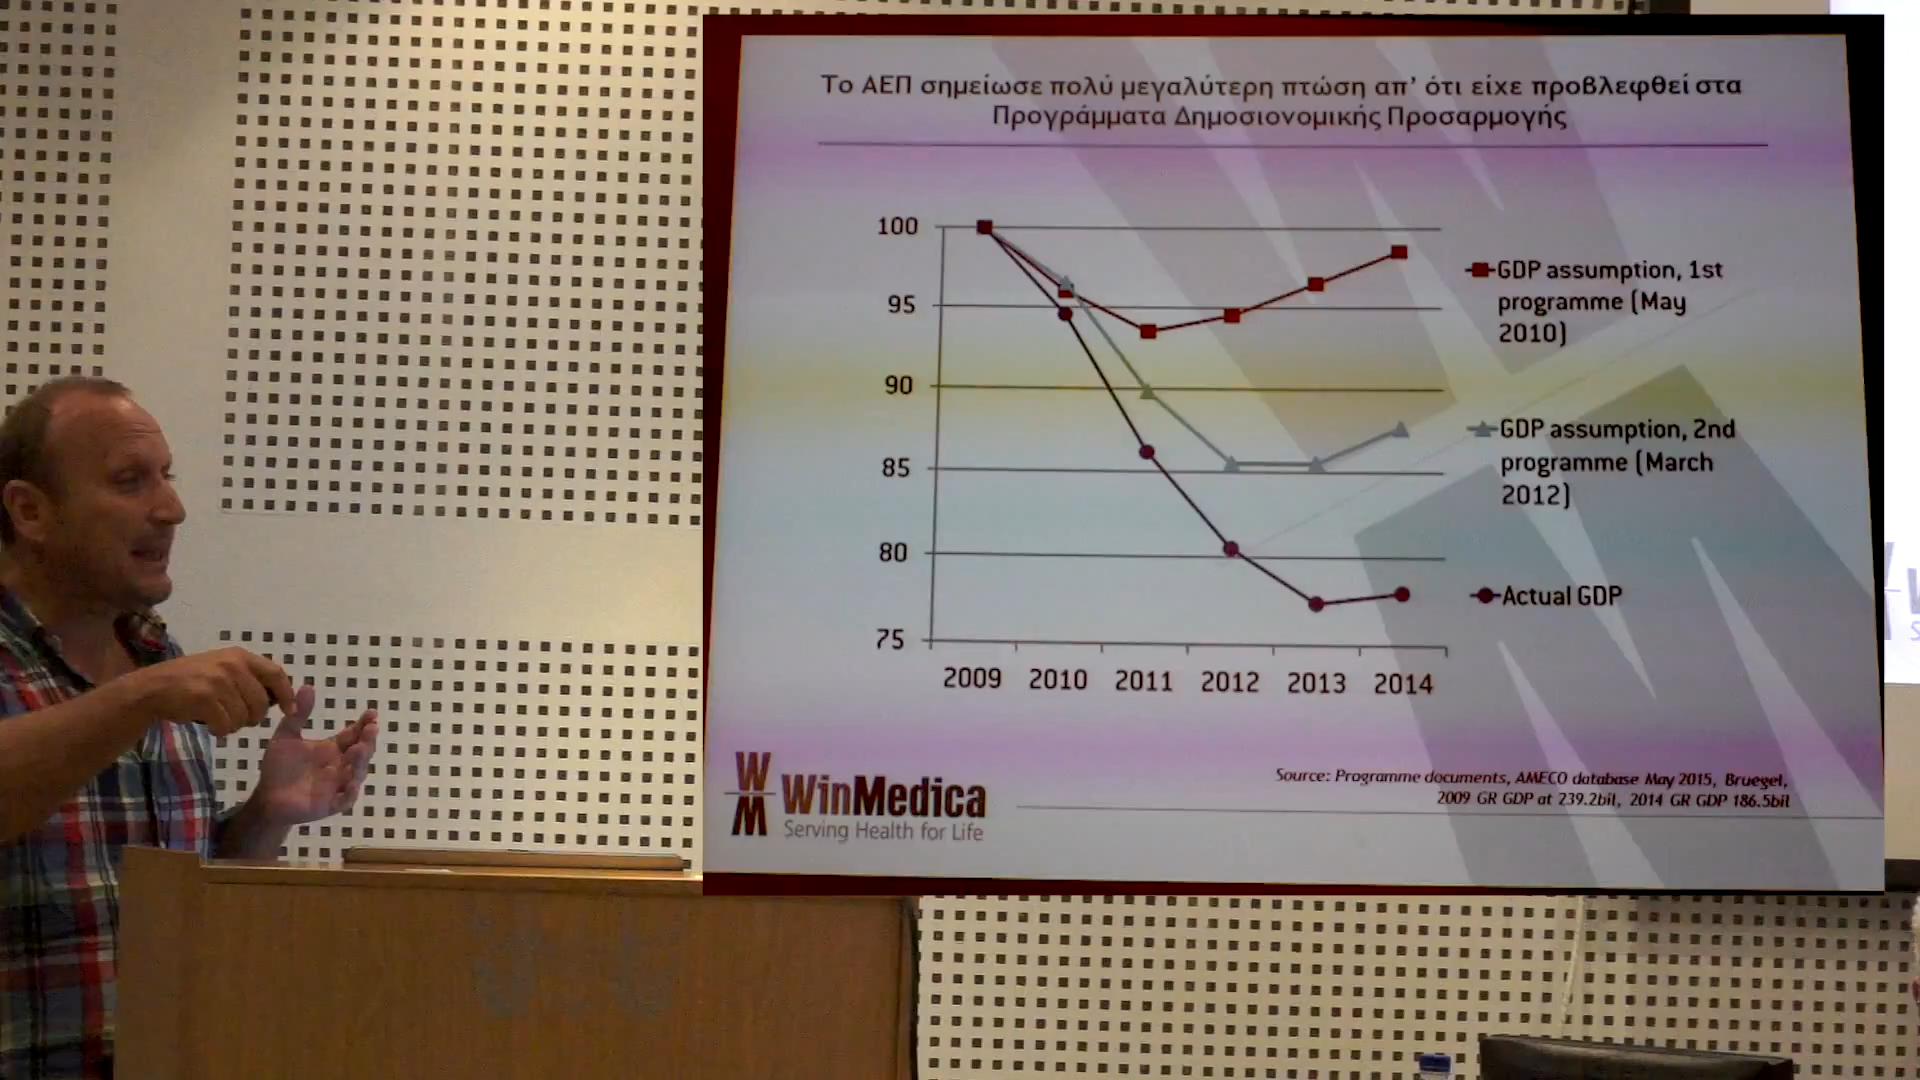 Το ΑΕΠ σημείωσε πολύ μεγαλύτερη πτώση απ’ ότι είχε προβλεφθεί στα
Προγράμματα Δημοσιονομικής Προσαρμογής
100
95
90
85
80
75
2009 2010 2011 2012 2013 2014
GDP assumption, 1st
programme (May
2010)
GDP assumption, 2nd
programme (March
2012)
Actual GDP
Source: Programme documents, AMECO database May 2015, Bruegel,
2009 GR GDP at 239.2bil, 2014 GR GDP 186.5bil
WM WinMedica
Serving Health for Life